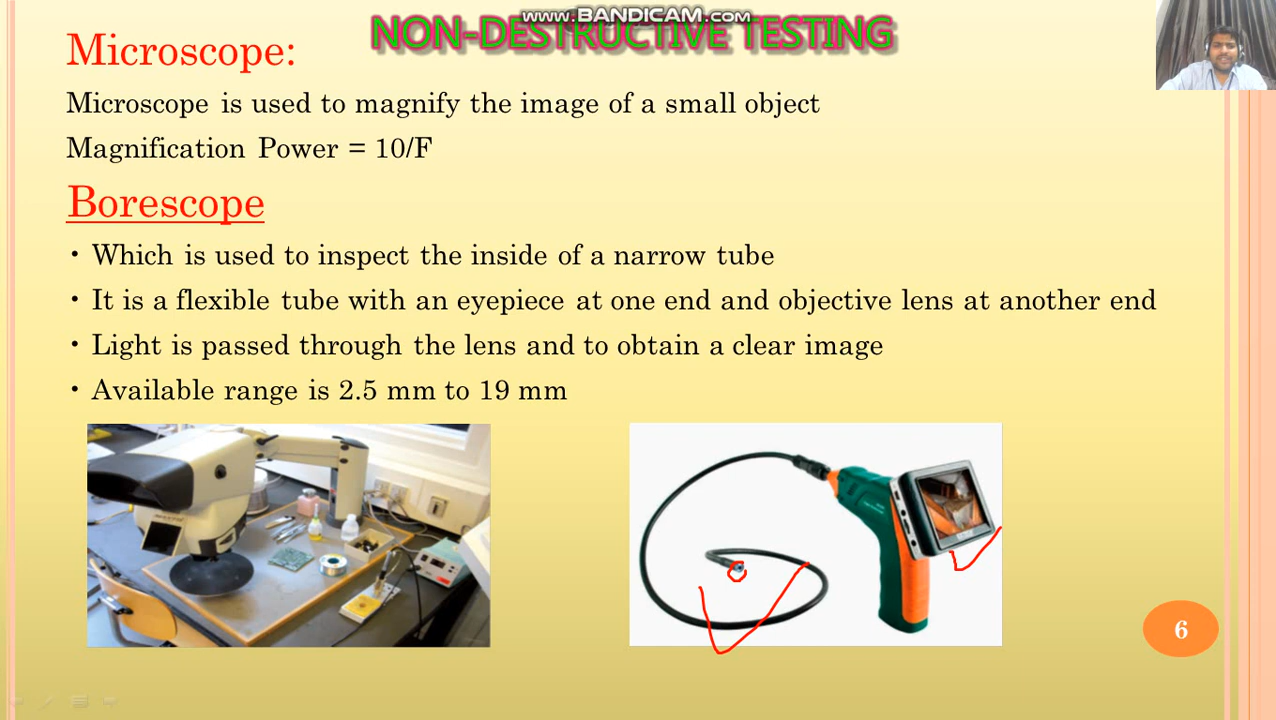 www.BANDICAM.com
NON-DESTRUCTIVE TESTING
Microscope:
Microscope is used to magnify the image of a small object
Magnification Power = 10/F
Borescope
• Which is used to inspect the inside of a narrow tube
• It is a flexible tube with an eyepiece at one end and objective lens at another end
• Light is passed through the lens and to obtain a clear image
• Available range is 2.5 mm to 19 mm
6